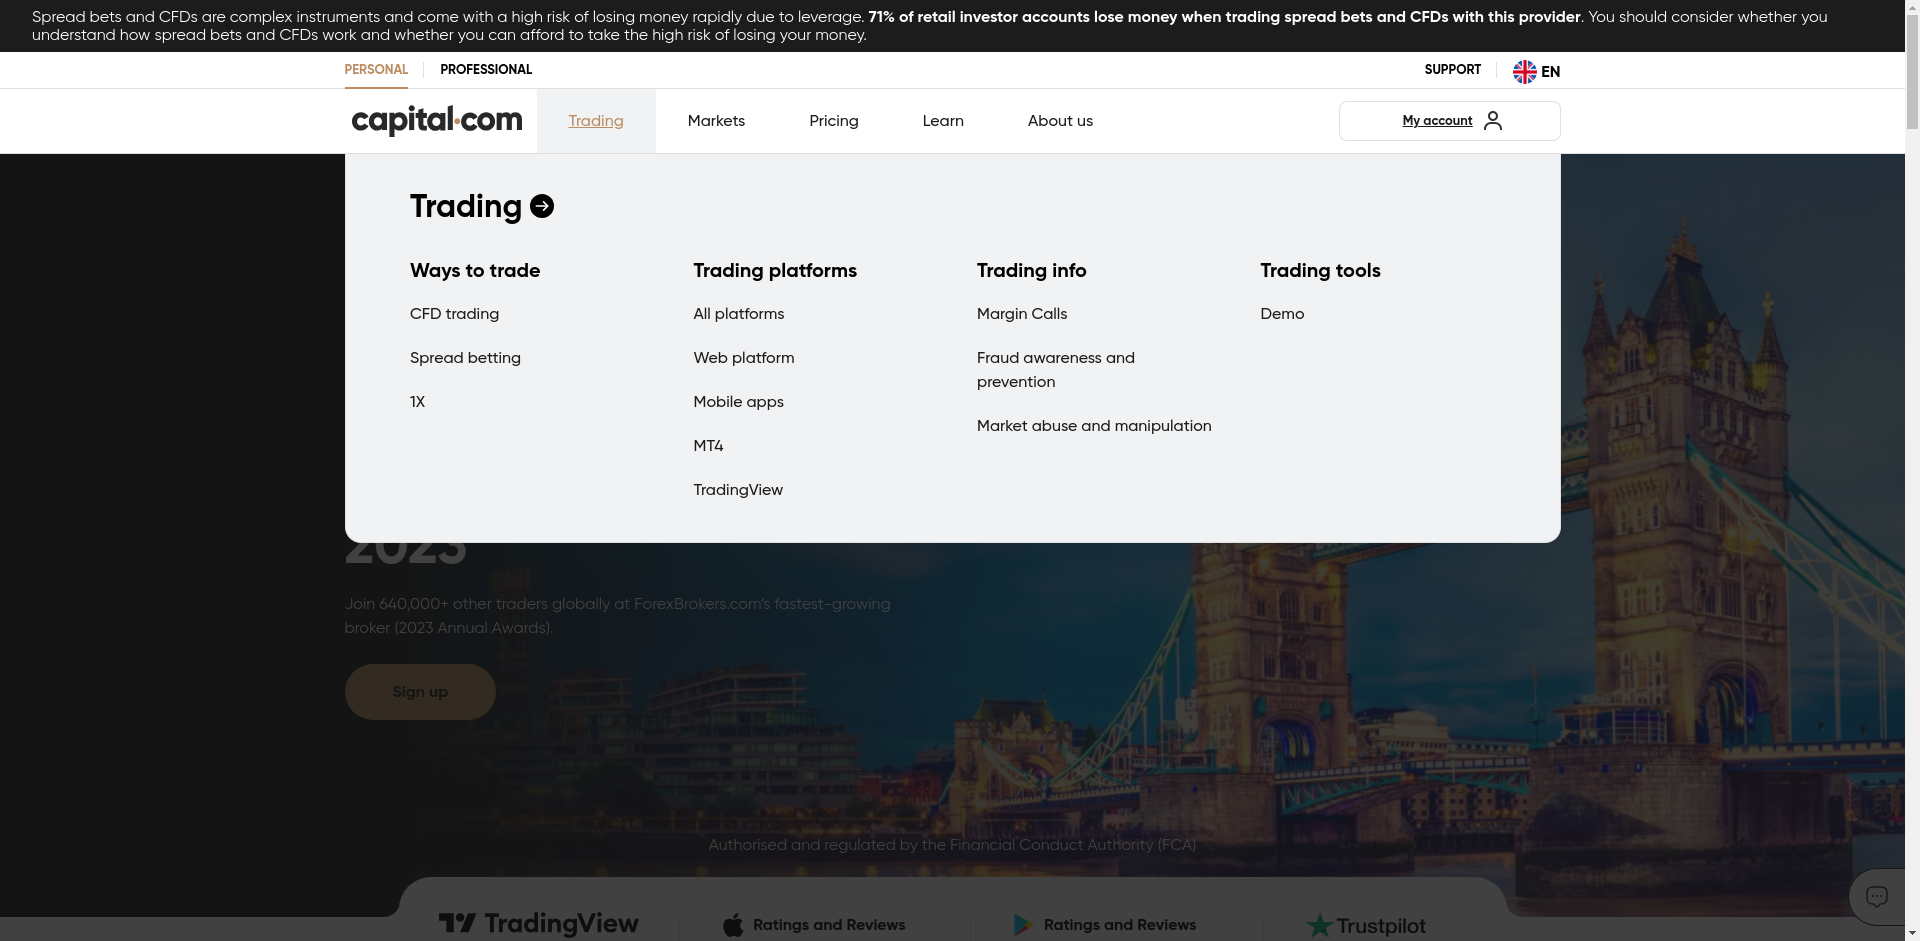 Spread bets and CFDs are complex instruments and come with a high risk of losing money rapidly due to leverage. 71% of retail investor accounts lose money when trading spread bets and CFDs with this provider. You should consider whether you
understand how spread bets and CFDs work and whether you can afford to take the high risk of losing your money.
PERSONAL PROFESSIONAL SUPPORT EN
capital.com Trading Markets Pricing Learn About us My account
Trading
Ways to trade
CFD trading
Spread betting
1X
Trading platforms
All platforms
Web platform
Mobile apps
MT4
TradingView
Trading info
Margin Calls
Fraud awareness and
prevention
Market abuse and manipulation
Trading tools
Demo
2023
Join 640,000+ other traders globally at ForexBrokers.com's fastest-growing
broker (2023 Annual Awards).
Sign up
Authorised and regulated by the Financial Conduct Authority (FCA)
TradingView Ratings and Reviews Ratings and Reviews Trustpilot